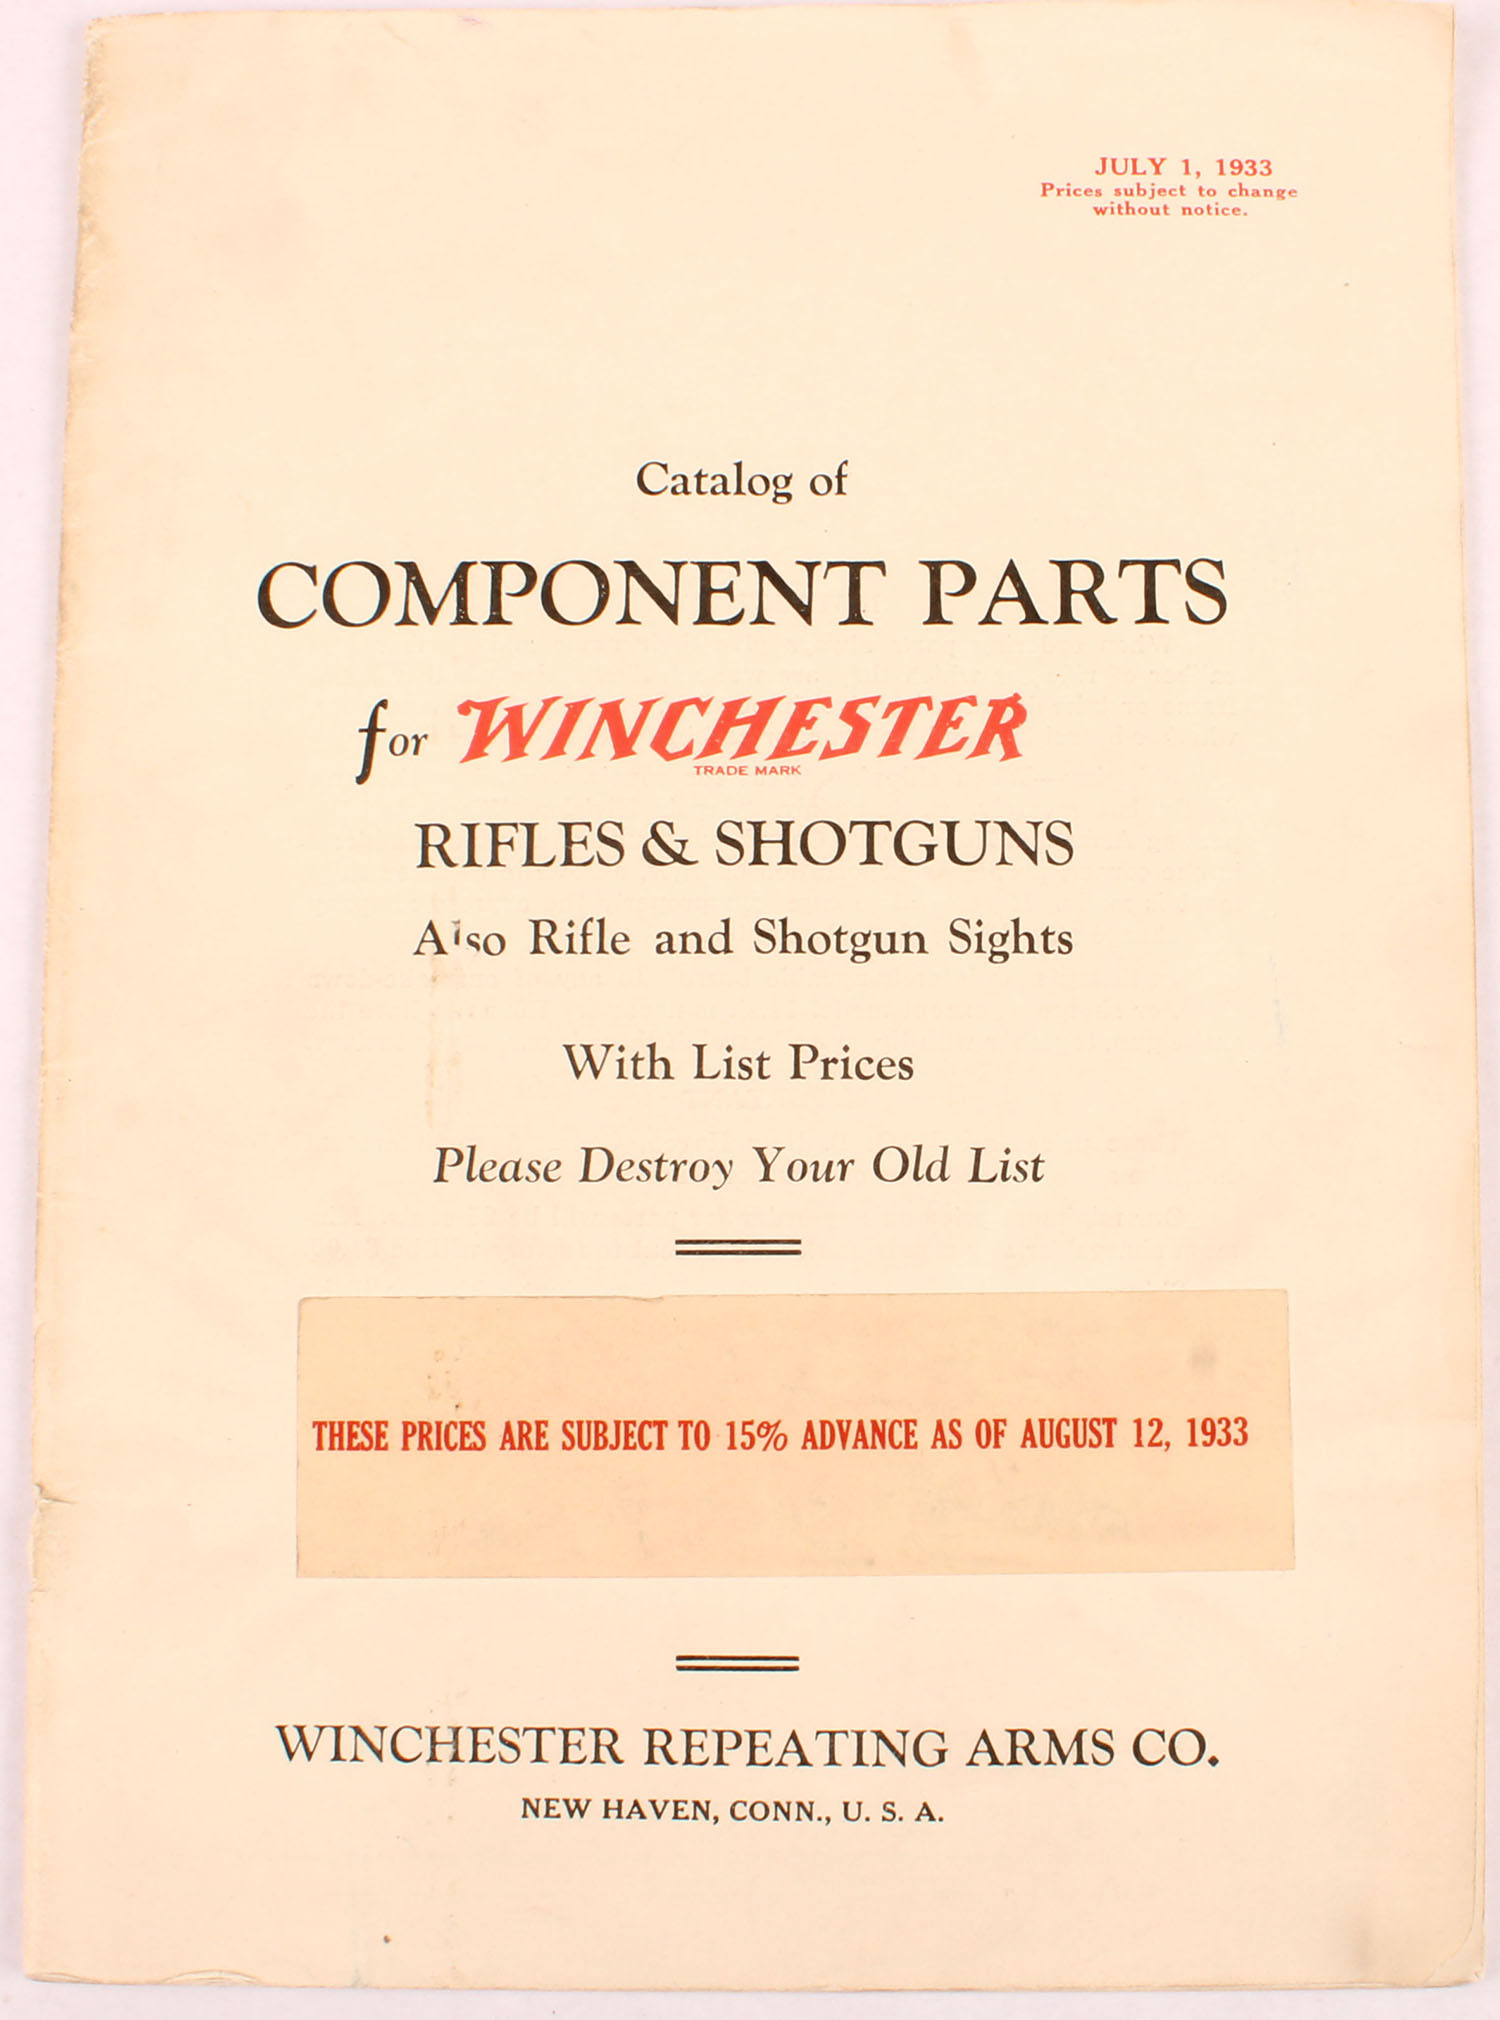 JULY 1, 1933
Prices subject to change
without notice.
Catalog of
COMPONENT PARTS
for WINCHESTER
TRADE MARK
RIFLES & SHOTGUNS
Also Rifle and Shotgun Sights
With List Prices
Please Destroy Your Old List
THESE PRICES ARE SUBJECT TO 15% ADVANCE AS OF AUGUST 12, 1933
WINCHESTER REPEATING ARMS CO.
NEW HAVEN, CONN., U. S. A.